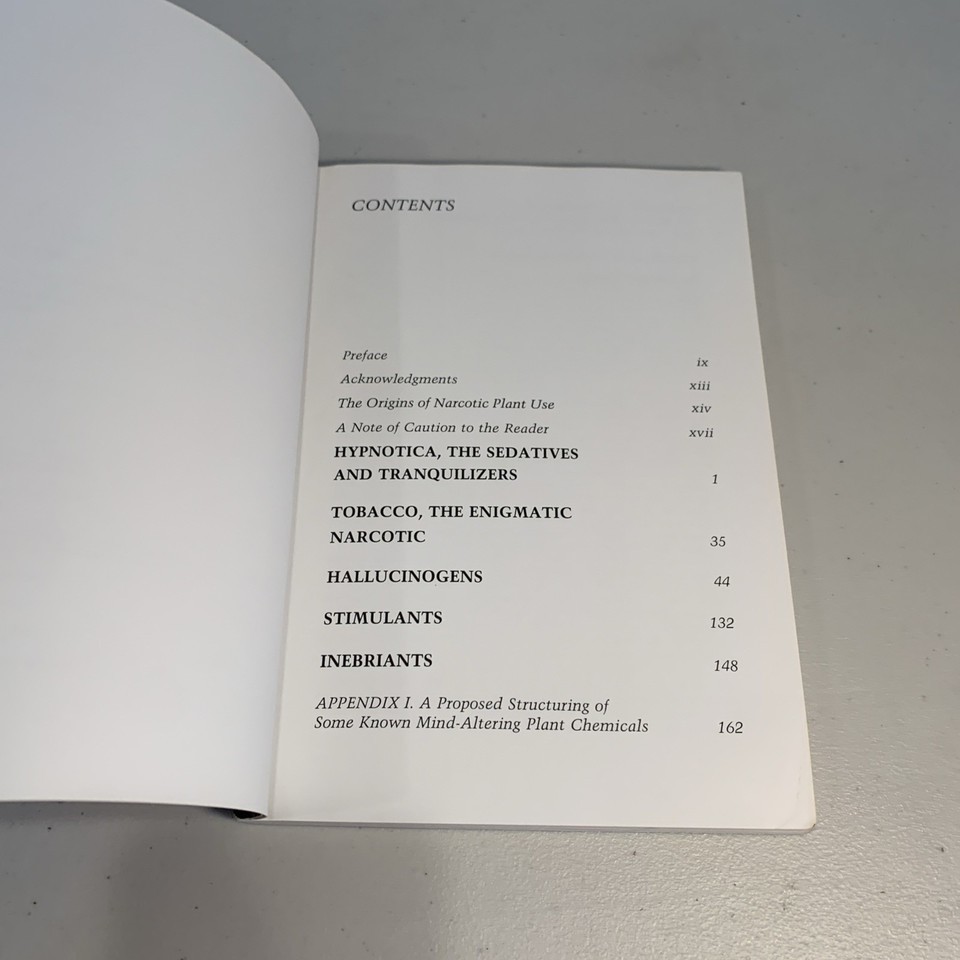 CONTENTS
Preface ix
Acknowledgments xiii
The Origins of Narcotic Plant Use xiv
A Note of Caution to the Reader xvii
HYPNOTICA, THE SEDATIVES
AND TRANQUILIZERS 1
TOBACCO, THE ENIGMATIC
NARCOTIC 35
HALLUCINOGENS 44
STIMULANTS 132
INEBRIANTS 148
APPENDIX I. A Proposed Structuring of
Some Known Mind-Altering Plant Chemicals 162